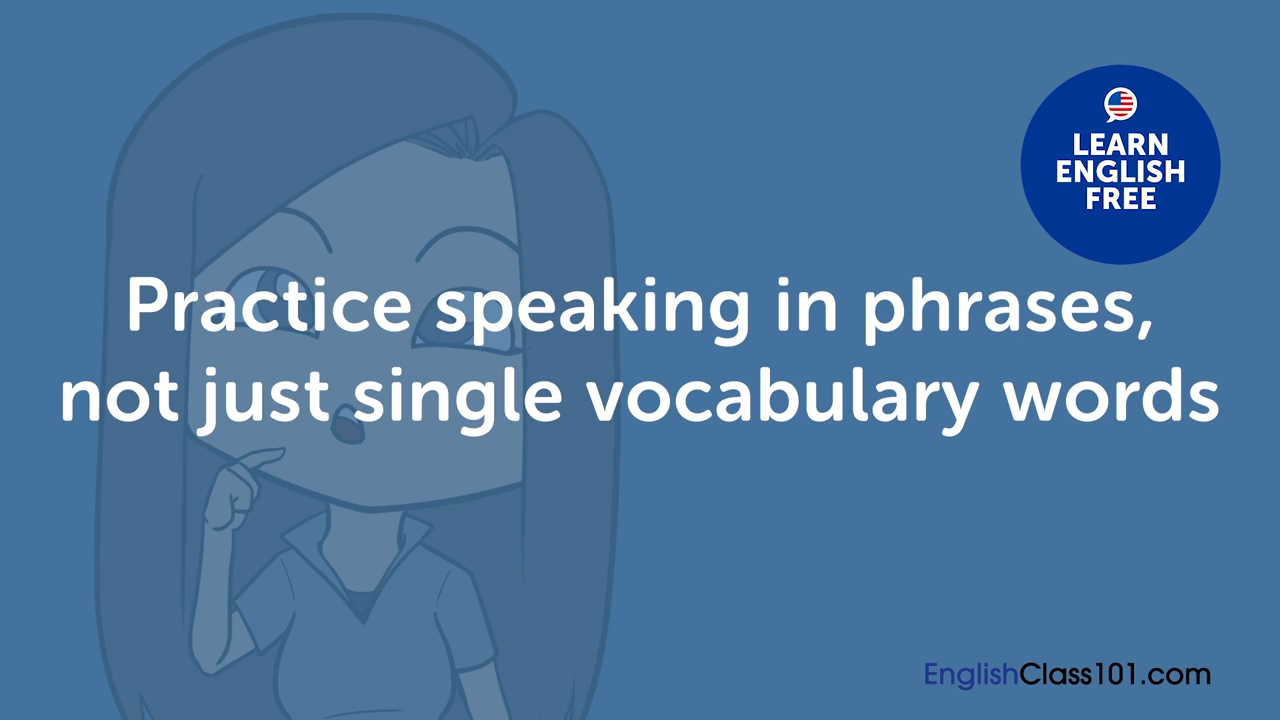 LEARN
ENGLISH
FREE
Practice speaking in phrases,
not just single vocabulary words
EnglishClass101.com